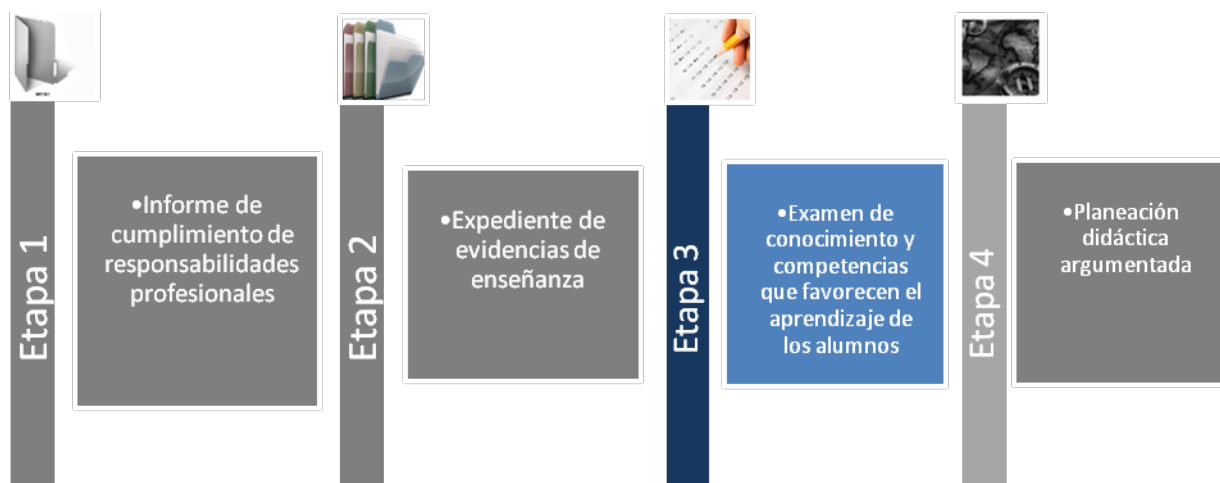 Etapa 1
•Informe de
cumplimiento de
responsabilidades
profesionales
Etapa 2
•Expediente de
evidencias de
enseñanza
Etapa 3
•Examen de
conocimiento y
competencias
que favorecen el
aprendizaje de
los alumnos
Etapa 4
•Planeación
didáctica
argumentada